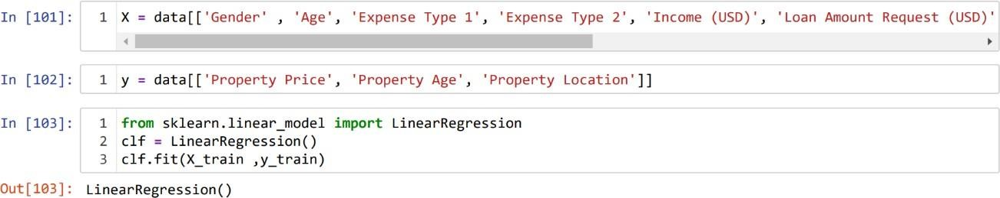 In [101]: 1 X = data[['Gender' , 'Age', 'Expense Type 1', 'Expense Type 2', 'Income (USD)', 'Loan Amount Request (USD)'
In [102]: 1 y = data[['Property Price', 'Property Age', 'Property Location']]
In [103]: 1 from sklearn.linear_model import LinearRegression
2 clf = LinearRegression()
3 clf.fit(X_train ,y_train)
Out[103]: LinearRegression()